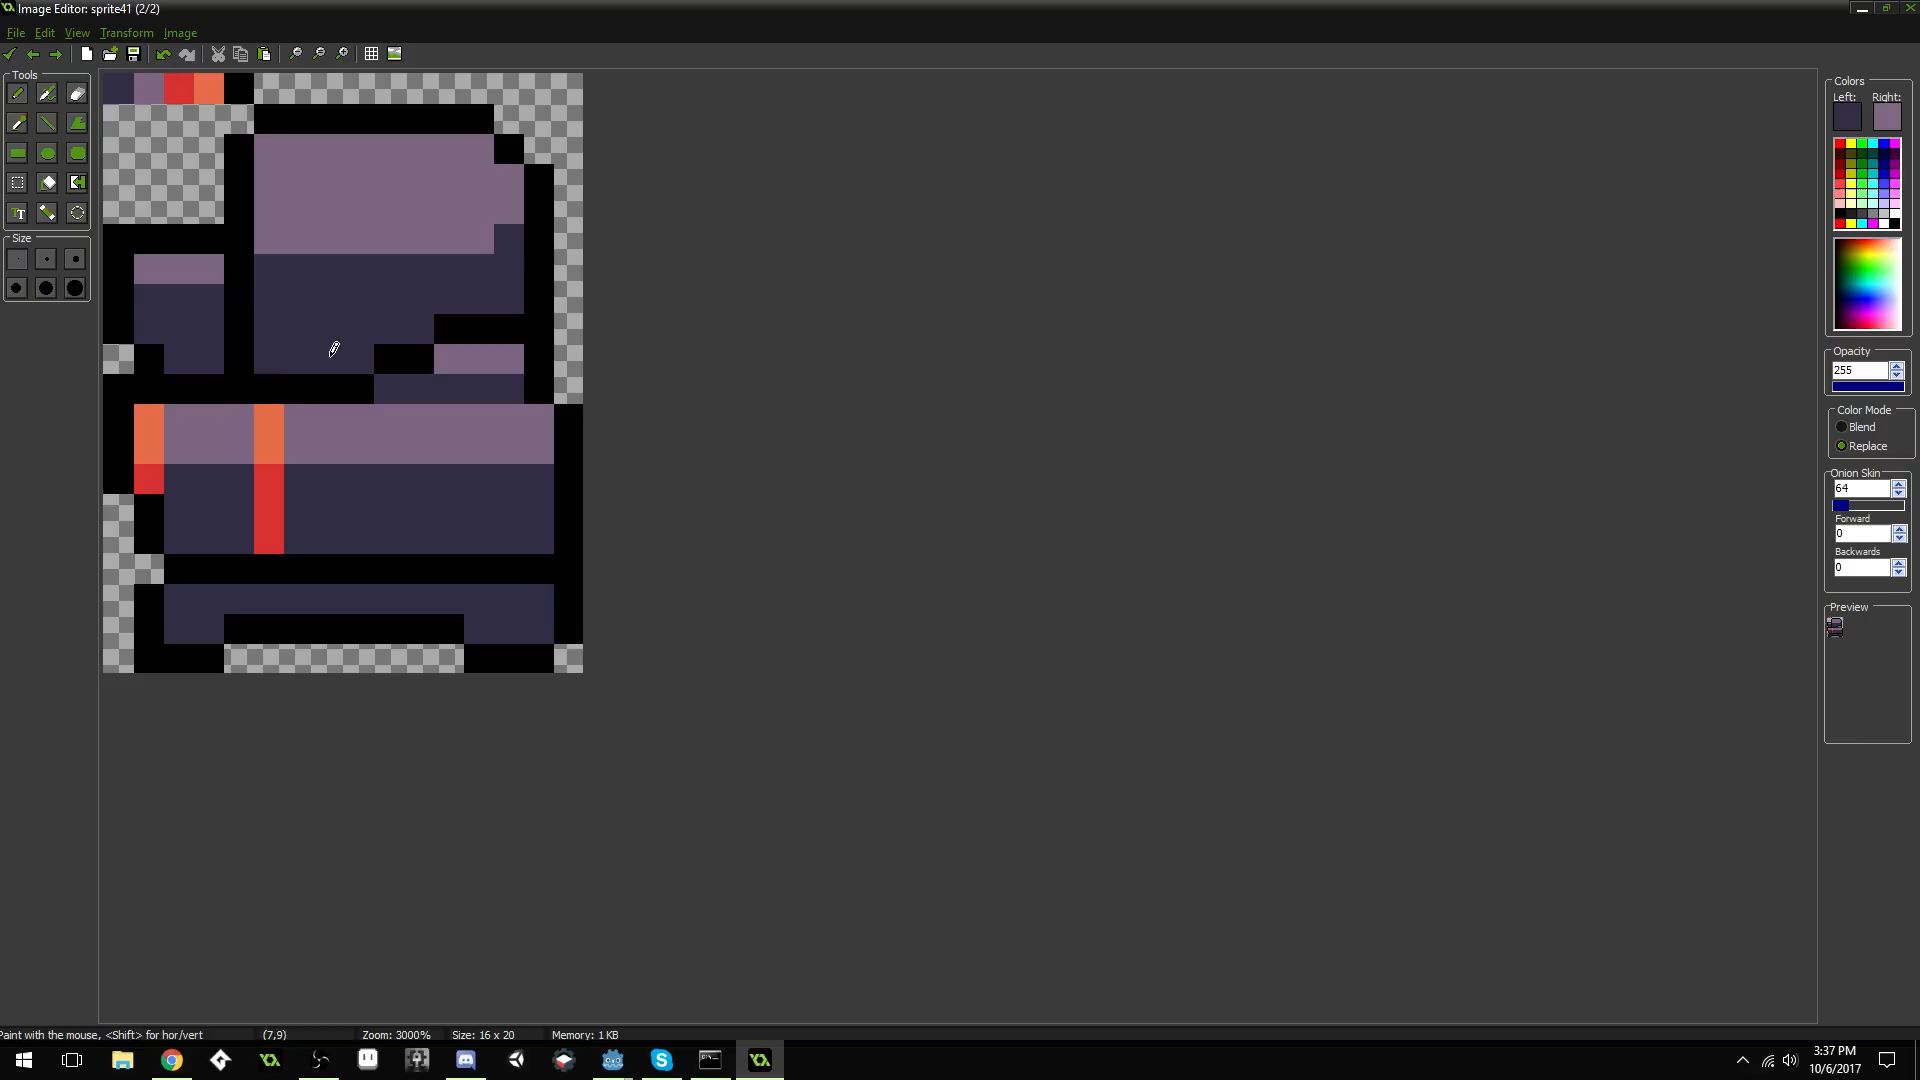 Image Editor: sprite41 (2/2)
File Edit View Transform Image
Tools
Size
Colors
Left: Right:
Opacity
255
Color Mode
Blend
Replace
Onion Skin
64
Forward
0
Backwards
0
Preview
Paint with the mouse, <Shift> for hor/vert (7,9) Zoom: 3000% Size: 16 x 20 Memory: 1 KB
3:37 PM
10/6/2017